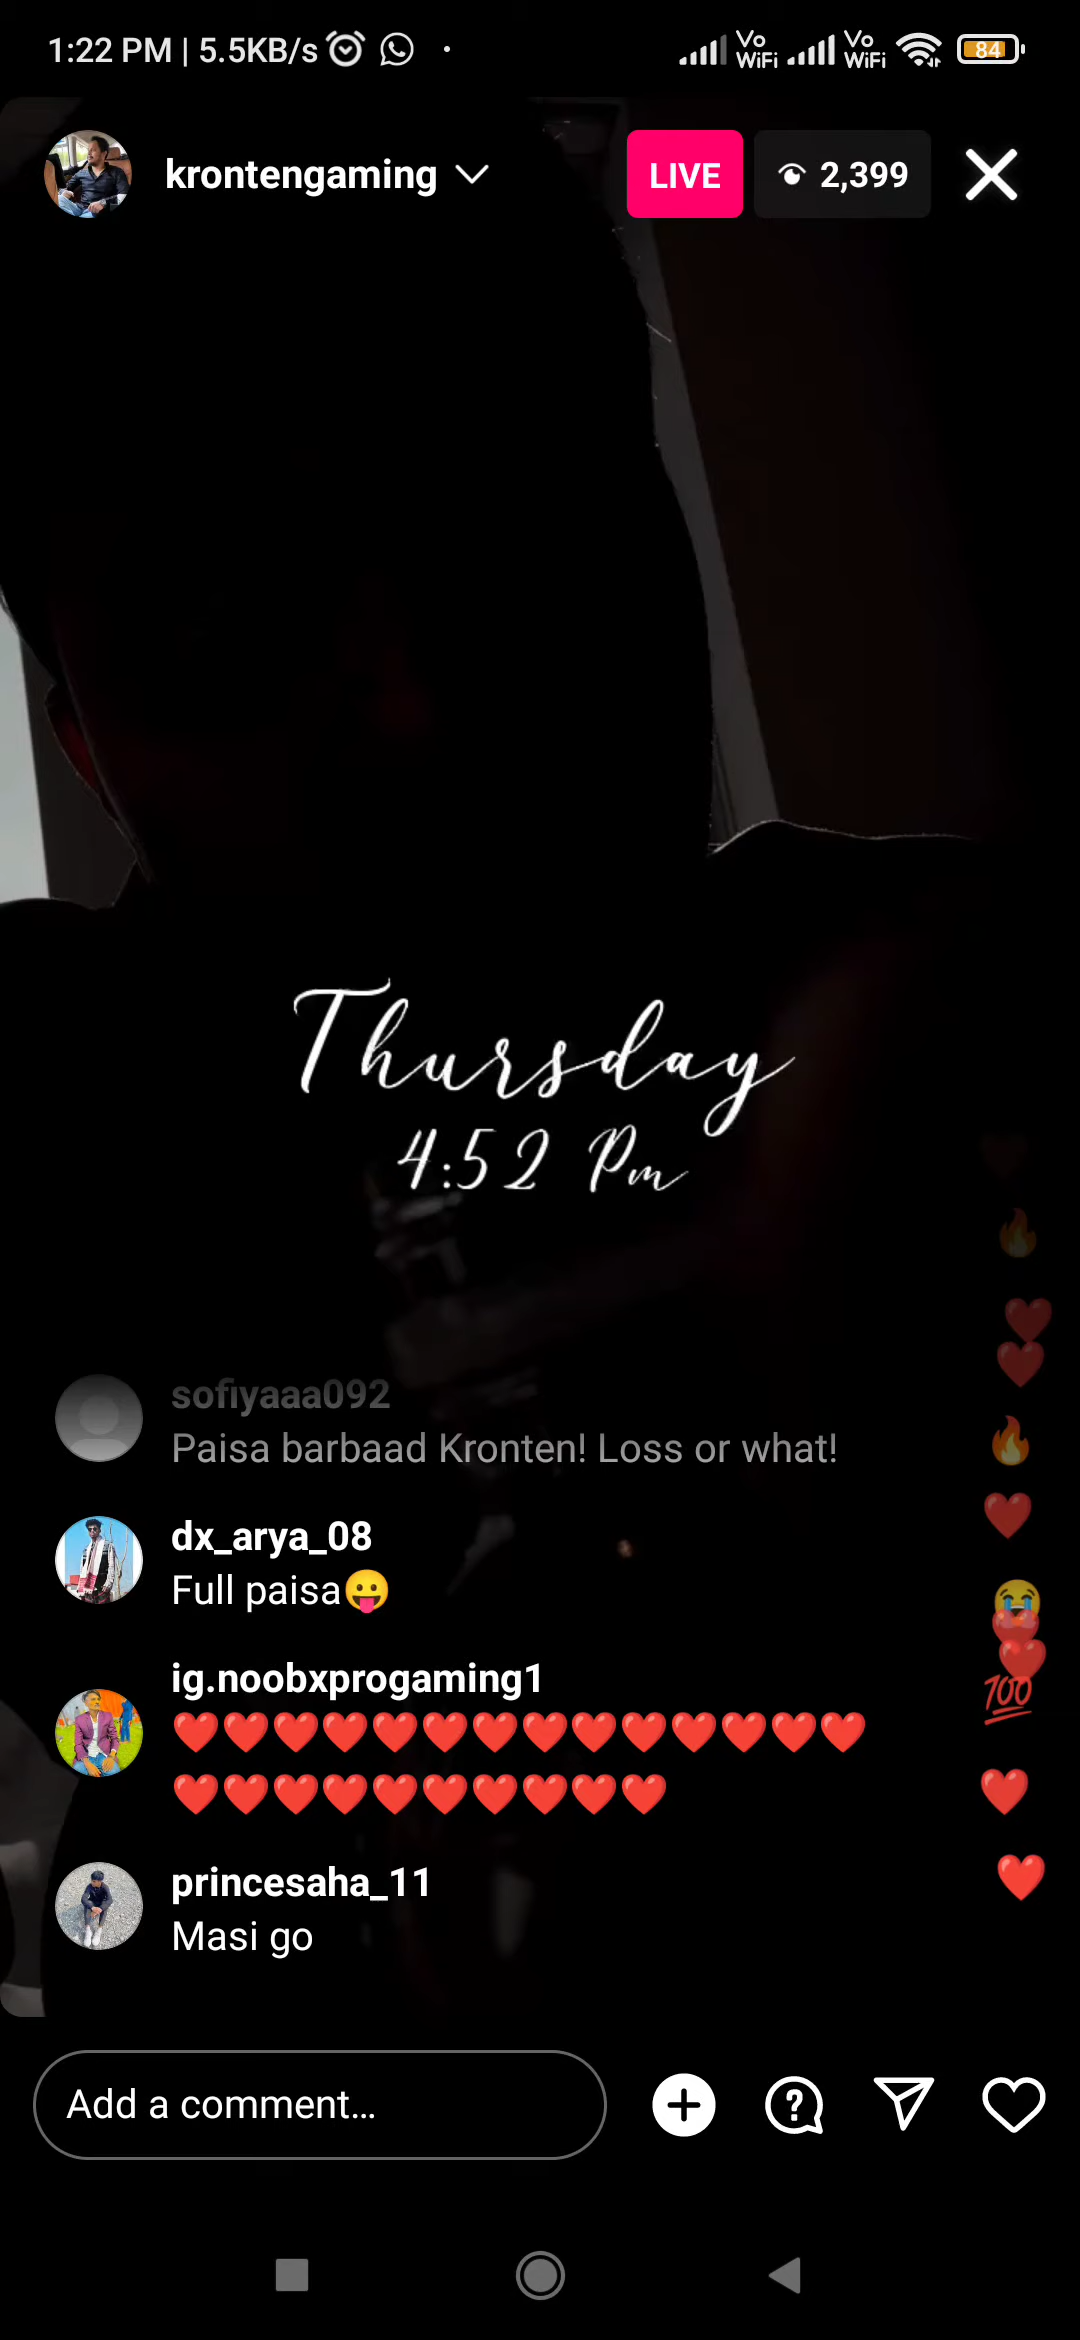 1:22 PM | 5.5KB/s
Vo WiFi
Vo WiFi
84
krontengaming
LIVE
2,399
Thursday
4:52 Pm
sofiyaaa092
Paisa barbaad Kronten! Loss or what!
dx_arya_08
Full paisa😛
ig.noobxprogaming1
❤️❤️❤️❤️❤️❤️❤️❤️❤️❤️❤️❤️❤️❤️
❤️❤️❤️❤️❤️❤️❤️❤️❤️❤️
100
princesaha_11
Masi go
Add a comment...